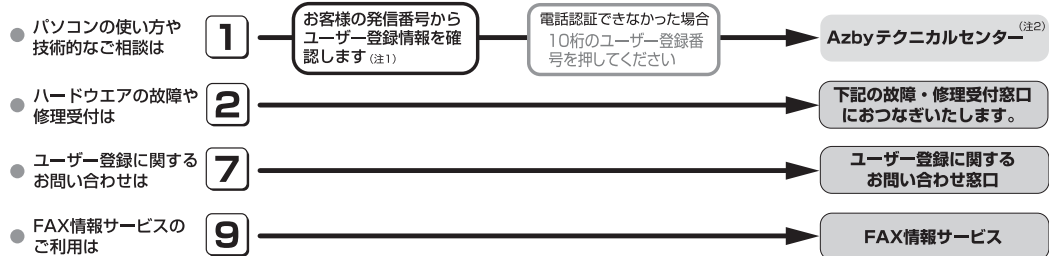 パソコンの使い方や
技術的なご相談は
1
お客様の発信番号から
ユーザー登録情報を確
認します(注1)
電話認証できなかった場合
10桁のユーザー登録番
号を押してください
Azbyテクニカルセンター(注2)
ハードウエアの故障や
修理受付は
2
下記の故障・修理受付窓口
におつなぎいたします。
ユーザー登録に関する
お問い合わせは
7
ユーザー登録に関する
お問い合わせ窓口
FAX情報サービスの
ご利用は
9
FAX情報サービス